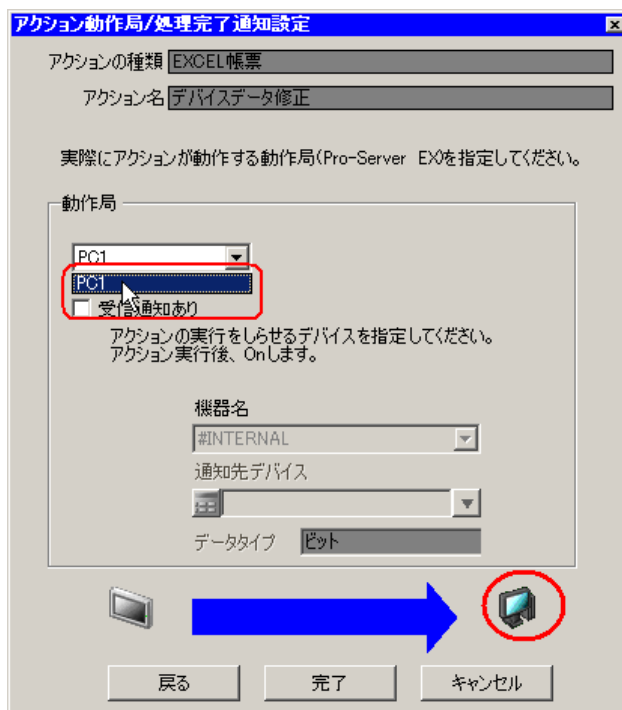 アクション動作局/処理完了通知設定
アクションの種類 EXCEL帳票
アクション名 デバイスデータ修正
実際にアクションが動作する動作局(Pro-Server EX)を指定してください。
動作局
PC1
PC1
受信通知あり
アクションの実行をしらせるデバイスを指定してください。
アクション実行後、Onします。
機器名
#INTERNAL
通知先デバイス
データタイプ ビット
戻る 完了 キャンセル